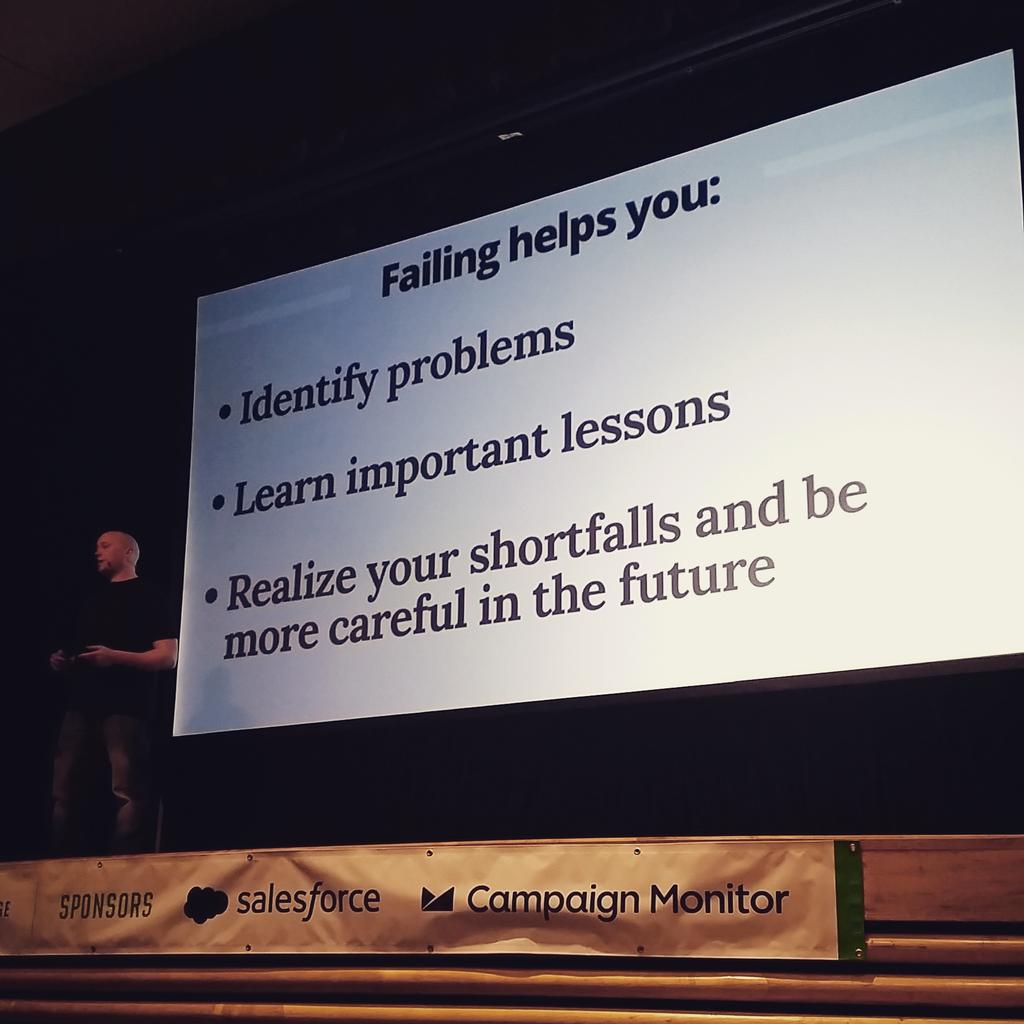 Failing helps you:
• Identify problems
• Learn important lessons
• Realize your shortfalls and be
more careful in the future
SPONSORS salesforce Campaign Monitor